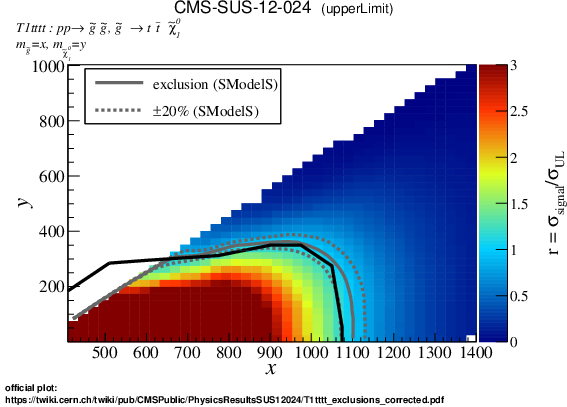 CMS-SUS-12-024 (upperLimit)
T1tttt : pp→ g̃ g̃, g̃ → t t̄ χ̃₁⁰
m_g̃=x, m_χ̃₁⁰=y
exclusion (SModelS)
±20% (SModelS)
1000
800
600
400
200
y
500 600 700 800 900 1000 1100 1200 1300 1400
x
3
2.5
2
1.5
1
0.5
0
r = σ_signal/σ_UL
official plot:
https://twiki.cern.ch/twiki/pub/CMSPublic/PhysicsResultsSUS12024/T1tttt_exclusions_corrected.pdf